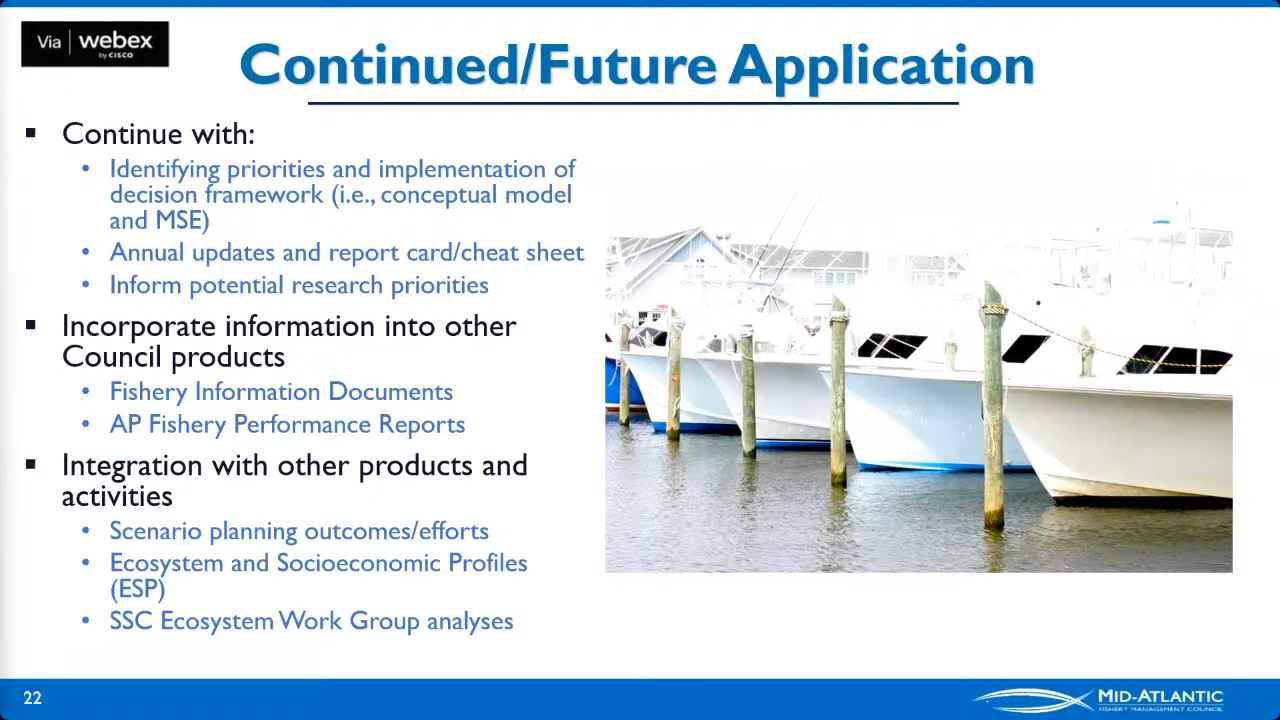 Via | webex
by CISCO
Continued/Future Application
▪ Continue with:
• Identifying priorities and implementation of
decision framework (i.e., conceptual model
and MSE)
• Annual updates and report card/cheat sheet
• Inform potential research priorities
▪ Incorporate information into other
Council products
• Fishery Information Documents
• AP Fishery Performance Reports
▪ Integration with other products and
activities
• Scenario planning outcomes/efforts
• Ecosystem and Socioeconomic Profiles
(ESP)
• SSC Ecosystem Work Group analyses
22
MID-ATLANTIC
FISHERY MANAGEMENT COUNCIL